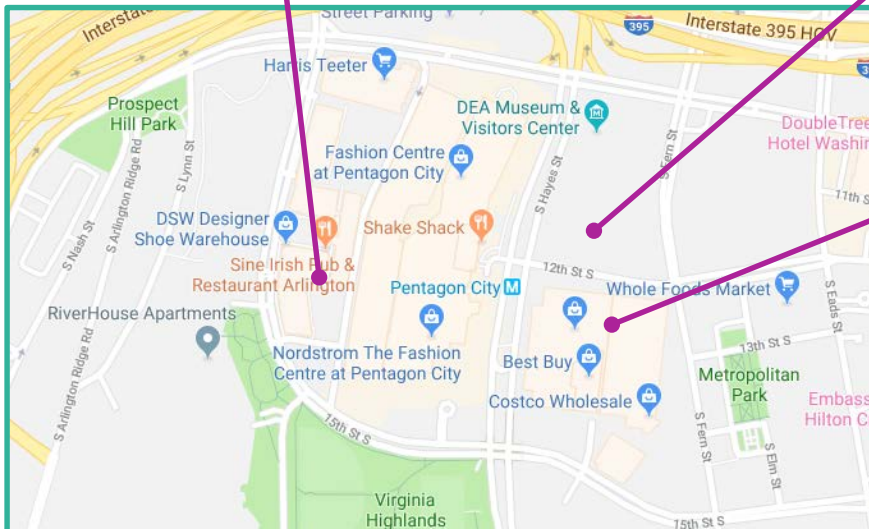 Street Parking
395
Interstate 395 HOV
Interstate
Harris Teeter
Prospect
Hill Park
DEA Museum &
Visitors Center
DoubleTree
Hotel Washin
Fashion Centre
at Pentagon City
S Lynn St
S Arlington Ridge Rd
S Hayes St
S Fern St
11th S
DSW Designer
Shoe Warehouse
Shake Shack
S Nash St
Sine Irish Pub &
Restaurant Arlington
12th St S
Pentagon City M
Whole Foods Market
S Eads St
RiverHouse Apartments
Nordstrom The Fashion
Centre at Pentagon City
Best Buy
13th St S
Metropolitan
Park
Costco Wholesale
Embass
Hilton C
S Arlington Ridge Rd
15th St S
S Fern St
S Elm St
Virginia
Highlands
15th St S